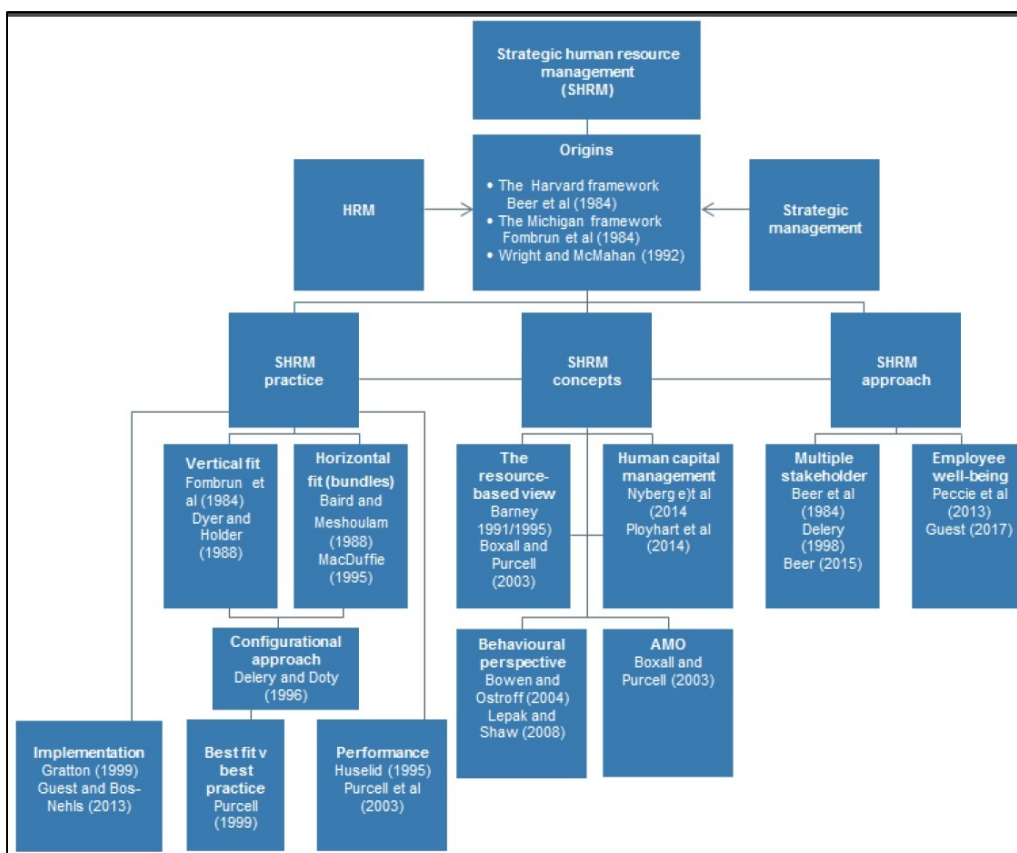 Strategic human resource
management
(SHRM)
Origins
• The Harvard framework
Beer et al (1984)
• The Michigan framework
Fombrun et al (1984)
• Wright and McMahan (1992)
HRM
Strategic
management
SHRM
practice
SHRM
concepts
SHRM
approach
Vertical fit
Fombrun et
al (1984)
Dyer and
Holder
(1988)
Horizontal
fit (bundles)
Baird and
Meshoulam
(1988)
MacDuffie
(1995)
The
resource-
based view
Barney
1991/1995)
Boxall and
Purcell
(2003)
Human capital
management
Nyberg e)t al
(2014
Ployhart et al
(2014)
Multiple
stakeholder
Beer et al
(1984)
Delery
(1998)
Beer (2015)
Employee
well-being
Peccie et al
(2013)
Guest (2017)
Configurational
approach
Delery and Doty
(1996)
Behavioural
perspective
Bowen and
Ostroff (2004)
Lepak and
Shaw (2008)
AMO
Boxall and
Purcell (2003)
Implementation
Gratton (1999)
Guest and Bos-
Nehls (2013)
Best fit v
best
practice
Purcell
(1999)
Performance
Huselid (1995)
Purcell et al
(2003)